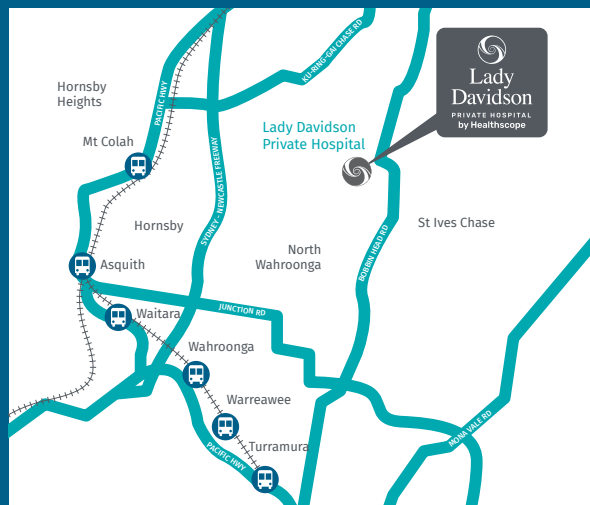 KU-RING-GAI CHASE RD
Lady
Davidson
PRIVATE HOSPITAL
by Healthscope
Hornsby
Heights
PACIFIC HWY
Mt Colah
Lady Davidson
Private Hospital
SYDNEY - NEWCASTLE FREEWAY
Hornsby
St Ives Chase
North
Wahroonga
BOBBIN HEAD RD
Asquith
JUNCTION RD
Waitara
Wahroonga
Warreawee
MONA VALE RD
PACIFIC HWY
Turramura